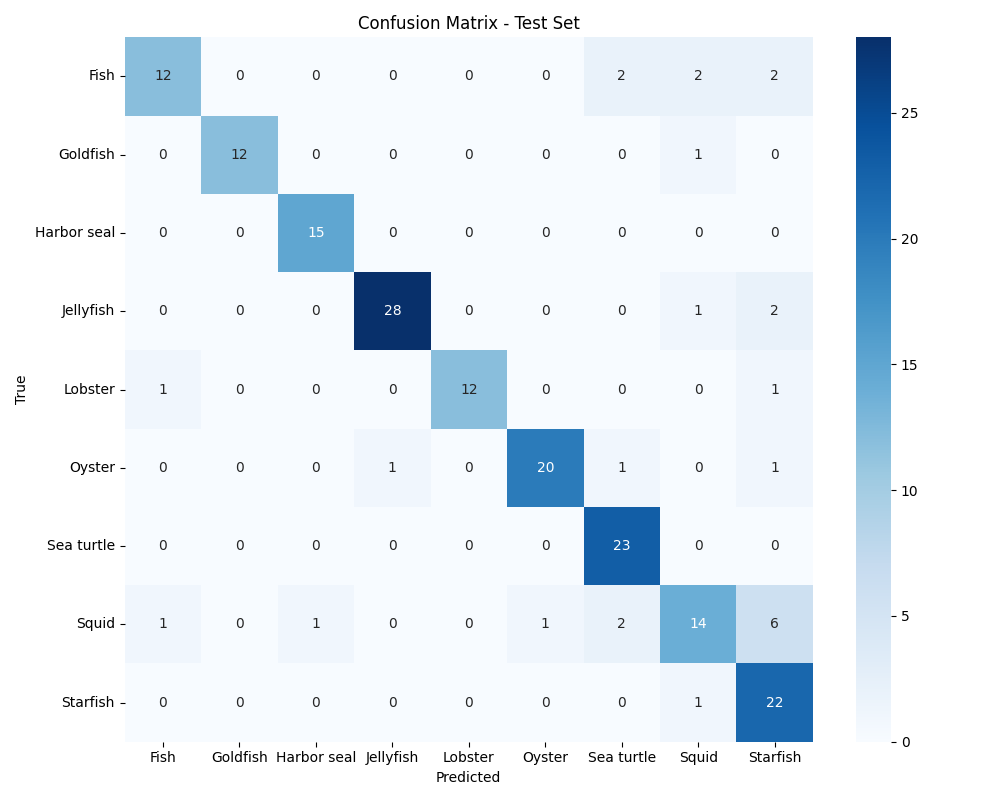 Confusion Matrix - Test Set
True
Fish 12 0 0 0 0 0 2 2 2
Goldfish 0 12 0 0 0 0 0 1 0
Harbor seal 0 0 15 0 0 0 0 0 0
Jellyfish 0 0 0 28 0 0 0 1 2
Lobster 1 0 0 0 12 0 0 0 1
Oyster 0 0 0 1 0 20 1 0 1
Sea turtle 0 0 0 0 0 0 23 0 0
Squid 1 0 1 0 0 1 2 14 6
Starfish 0 0 0 0 0 0 0 1 22
Fish Goldfish Harbor seal Jellyfish Lobster Oyster Sea turtle Squid Starfish
Predicted
25
20
15
10
5
0